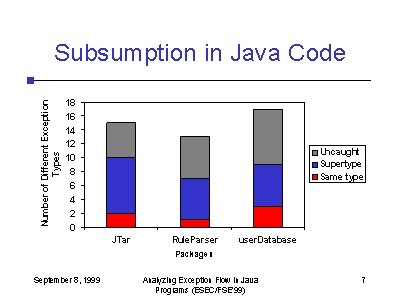 Subsumption in Java Code
Number of Different Exception
Types
18
16
14
12
10
8
6
4
2
0
JTar
RuleParser
userDatabase
Packages
Uncaught
Supertype
Same type
September 8, 1999
Analyzing Exception Flow in Java
Programs (ESEC/FSE'99)
7